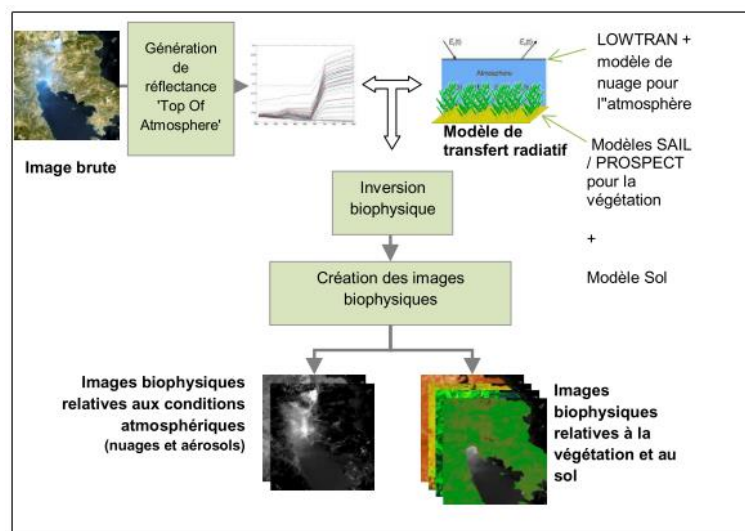 Génération
de
réflectance
'Top Of
Atmosphere'
Image brute
Atmosphère
Modèle de
transfert radiatif
LOWTRAN +
modèle de
nuage pour
l"atmosphère
Modèles SAIL
/ PROSPECT
pour la
végétation
+
Modèle Sol
Inversion
biophysique
Création des images
biophysiques
Images biophysiques
relatives aux conditions
atmosphériques
(nuages et aérosols)
Images
biophysiques
relatives à la
végétation et au
sol